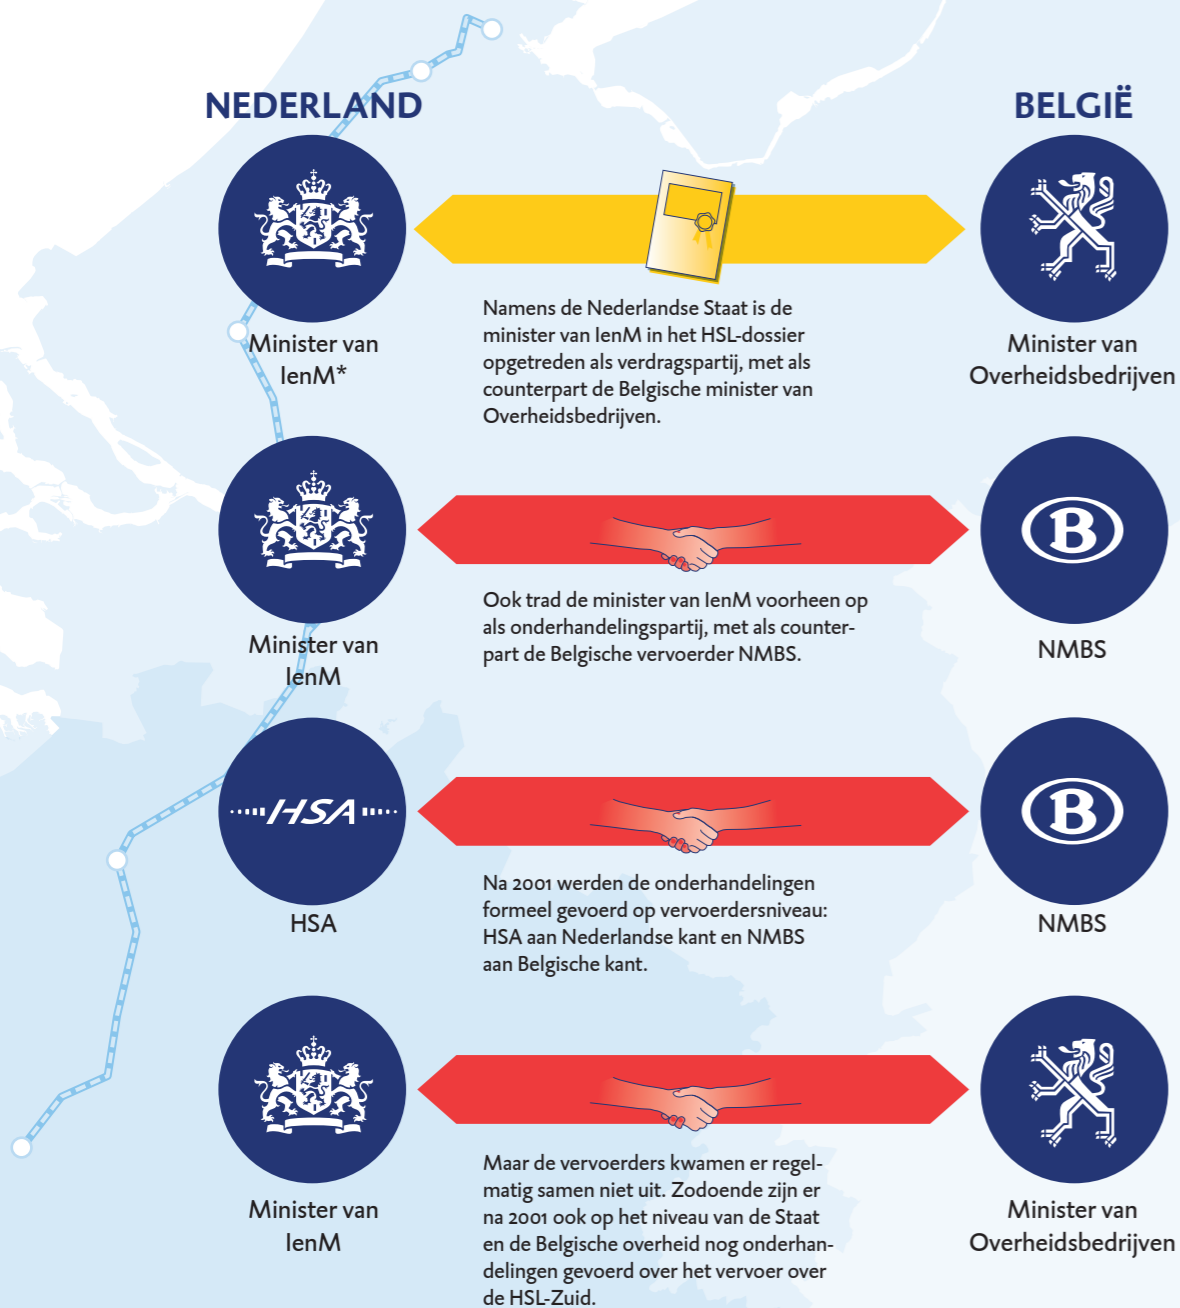 NEDERLAND
BELGIË
Minister van
IenM*
Namens de Nederlandse Staat is de
minister van IenM in het HSL-dossier
opgetreden als verdragspartij, met als
counterpart de Belgische minister van
Overheidsbedrijven.
Minister van
Overheidsbedrijven
B
Minister van
IenM
Ook trad de minister van IenM voorheen op
als onderhandelingspartij, met als counter-
part de Belgische vervoerder NMBS.
NMBS
HSA
B
HSA
Na 2001 werden de onderhandelingen
formeel gevoerd op vervoerdersniveau:
HSA aan Nederlandse kant en NMBS
aan Belgische kant.
NMBS
Minister van
IenM
Maar de vervoerders kwamen er regel-
matig samen niet uit. Zodoende zijn er
na 2001 ook op het niveau van de Staat
en de Belgische overheid nog onderhan-
delingen gevoerd over het vervoer over
de HSL-Zuid.
Minister van
Overheidsbedrijven